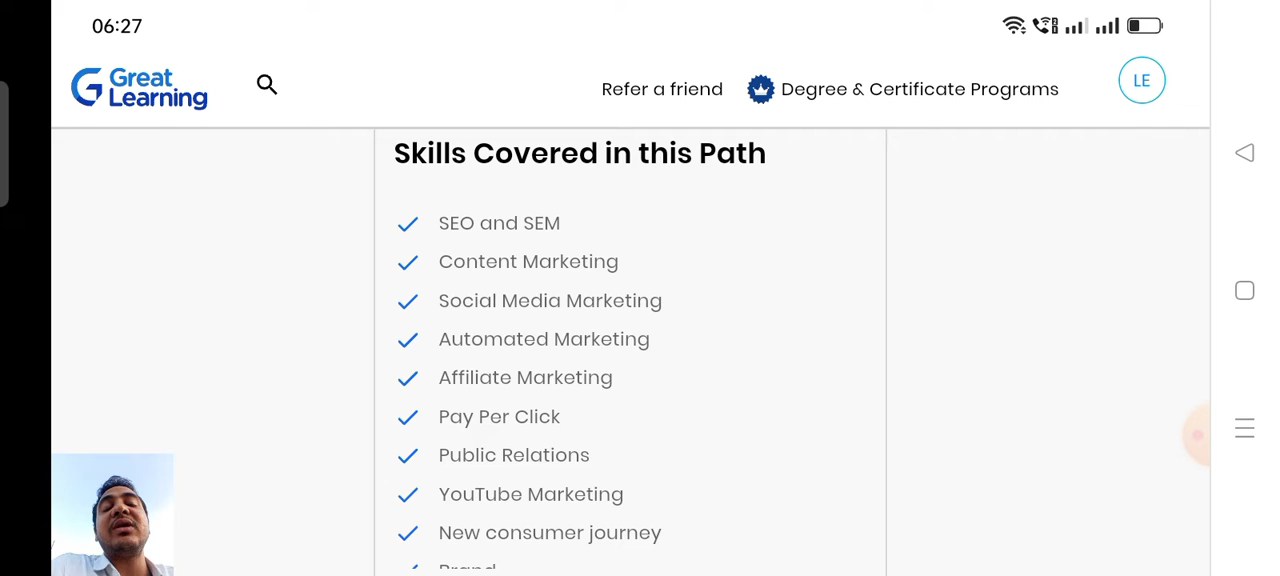 06:27
Great
Learning
Refer a friend
Degree & Certificate Programs
LE
Skills Covered in this Path
SEO and SEM
Content Marketing
Social Media Marketing
Automated Marketing
Affiliate Marketing
Pay Per Click
Public Relations
YouTube Marketing
New consumer journey